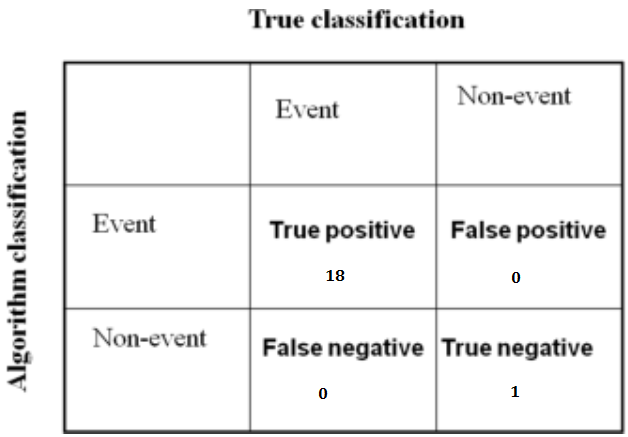 True classification
Algorithm classification
Event
Non-event
Event
True positive
False positive
18
0
Non-event
False negative
True negative
0
1